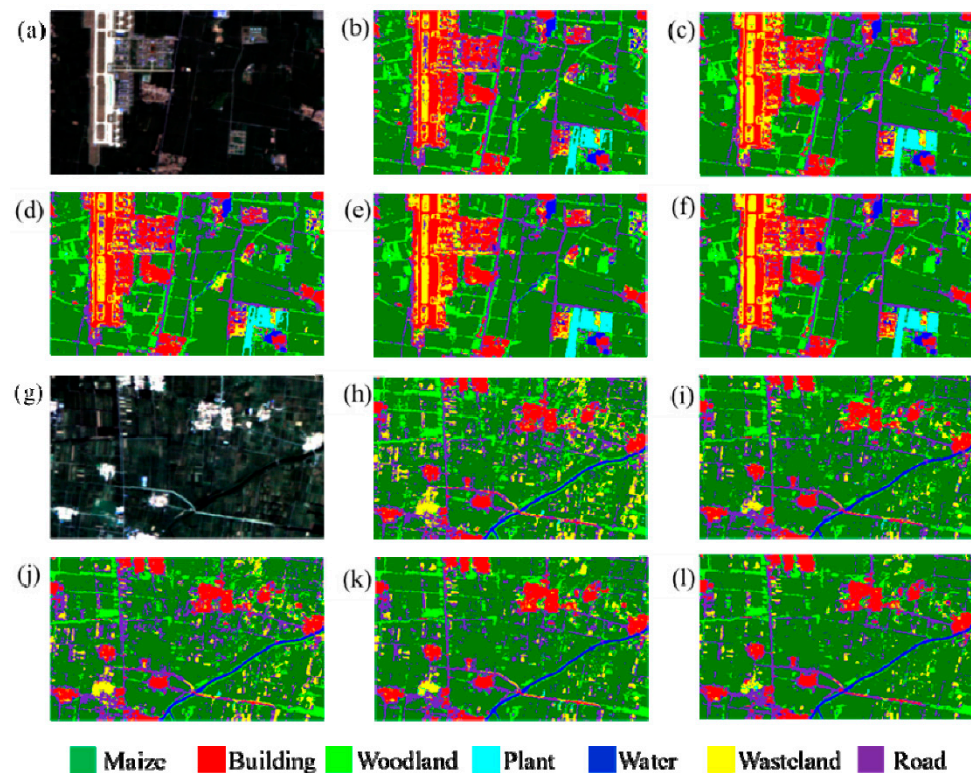 (a) (b) (c)
(d) (e) (f)
(g) (h) (i)
(j) (k) (l)
Maize Building Woodland Plant Water Wasteland Road